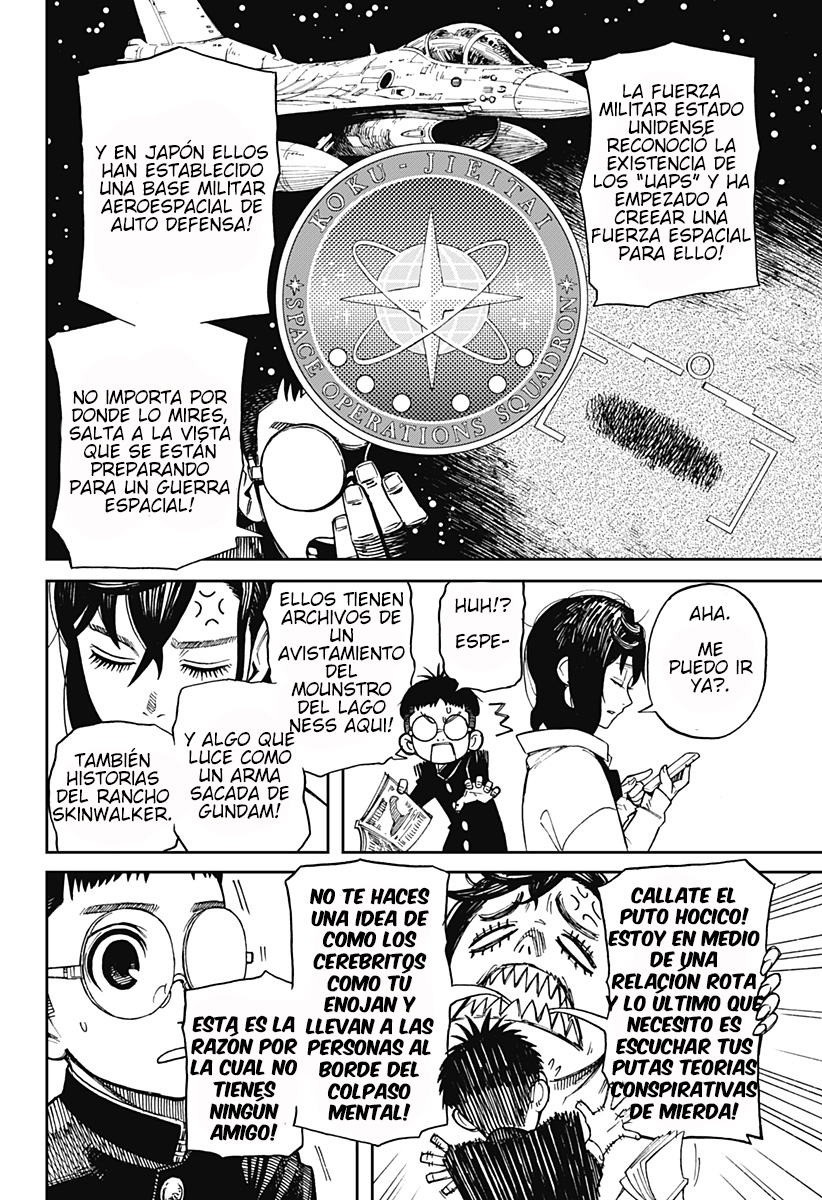 LA FUERZA
MILITAR ESTADO
UNIDENSE
RECONOCIÓ LA
EXISTENCIA DE
LOS "UAPS" Y HA
EMPEZADO A
CREEAR UNA
FUERZA ESPACIAL
PARA ELLO!
Y EN JAPÓN ELLOS
HAN ESTABLECIDO
UNA BASE MILITAR
AEROESPACIAL DE
AUTO DEFENSA!
KOKU - JIEITAI
SPACE OPERATIONS SQUADRON
NO IMPORTA POR
DONDE LO MIRES,
SALTA A LA VISTA
QUE SE ESTÁN
PREPARANDO
PARA UN GUERRA
ESPACIAL!
AHA.
ME
PUEDO IR
YA?.
HUH!?
ESPE-
ELLOS TIENEN
ARCHIVOS DE
UN
AVISTAMIENTO
DEL
MOUNSTRO
DEL LAGO
NESS AQUI!
Y ALGO QUE
LUCE COMO
UN ARMA
SACADA DE
GUNDAM!
TAMBIÉN
HISTORIAS
DEL RANCHO
SKINWALKER.
CALLATE EL
PUTO HOCICO!
ESTOY EN MEDIO
DE UNA
RELACIÓN ROTA
Y LO ÚLTIMO QUE
NECESITO ES
ESCUCHAR TUS
PUTAS TEORIAS
CONSPIRATIVAS
DE MIERDA!
NO TE HACES
UNA IDEA DE
COMO LOS
CEREBRITOS
COMO TÚ
ENOJAN Y
LLEVAN A LAS
PERSONAS AL
BORDE DEL
COLPASO
MENTAL!
ESTA ES LA
RAZÓN POR
LA CUAL NO
TIENES
NINGÚN
AMIGO!